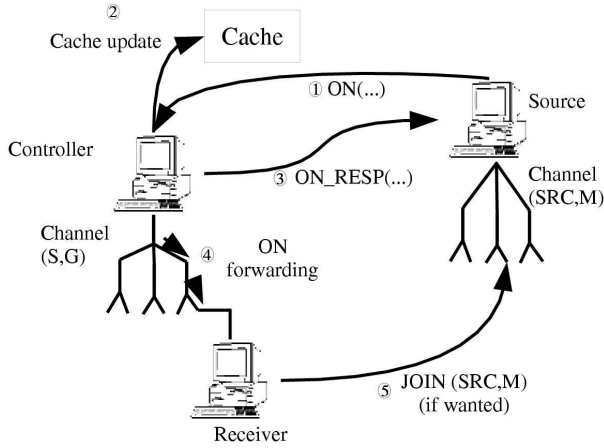 ②
Cache update
Cache
① ON(...)
Source
Controller
③ ON_RESP(...)
Channel
(SRC,M)
Channel
(S,G)
④ ON
forwarding
⑤ JOIN (SRC,M)
(if wanted)
Receiver